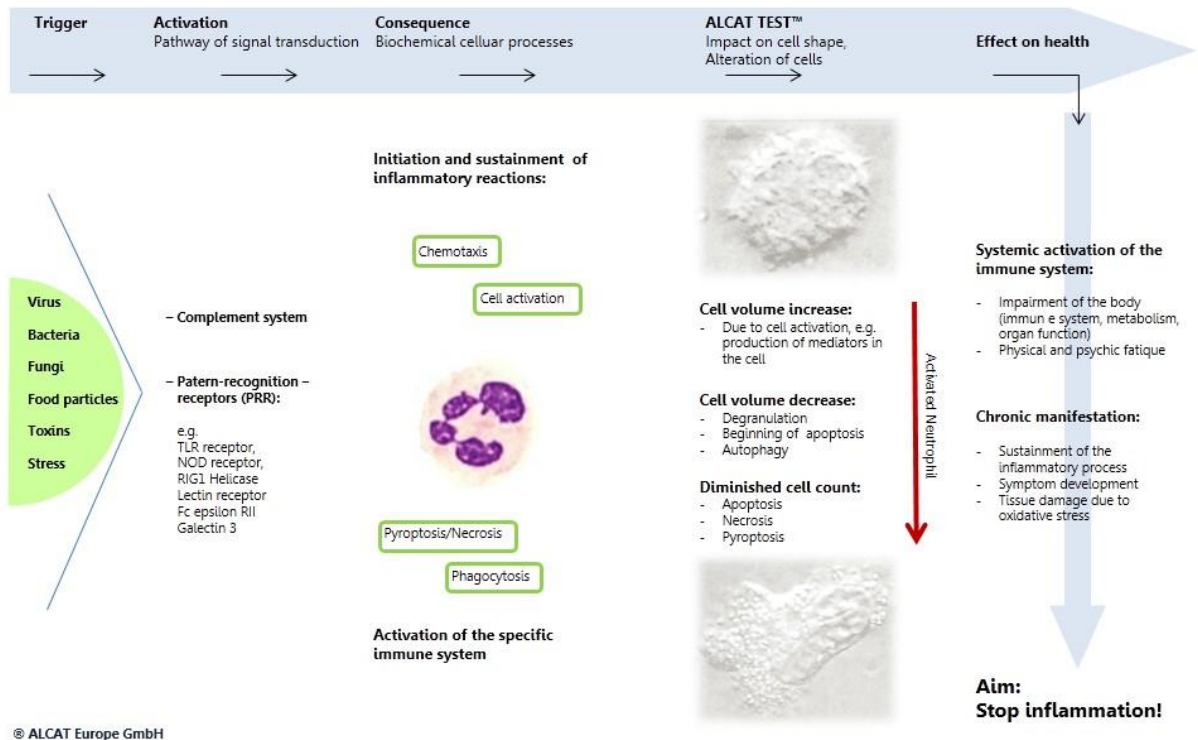 Trigger
Activation
Pathway of signal transduction
Consequence
Biochemical celluar processes
ALCAT TEST™
Impact on cell shape,
Alteration of cells
Effect on health
Virus
Bacteria
Fungi
Food particles
Toxins
Stress
– Complement system
– Patern-recognition –
receptors (PRR):
e.g.
TLR receptor,
NOD receptor,
RIG1 Helicase
Lectin receptor
Fc epsilon RII
Galectin 3
Initiation and sustainment of
inflammatory reactions:
Chemotaxis
Cell activation
Pyroptosis/Necrosis
Phagocytosis
Activation of the specific
immune system
Cell volume increase:
- Due to cell activation, e.g.
production of mediators in
the cell
Cell volume decrease:
- Degranulation
- Beginning of apoptosis
- Autophagy
Diminished cell count:
- Apoptosis
- Necrosis
- Pyroptosis
Activated Neutrophil
Systemic activation of the
immune system:
- Impairment of the body
(immun e system, metabolism,
organ function)
- Physical and psychic fatique
Chronic manifestation:
- Sustainment of the
inflammatory process
- Symptom development
- Tissue damage due to
oxidative stress
Aim:
Stop inflammation!
® ALCAT Europe GmbH